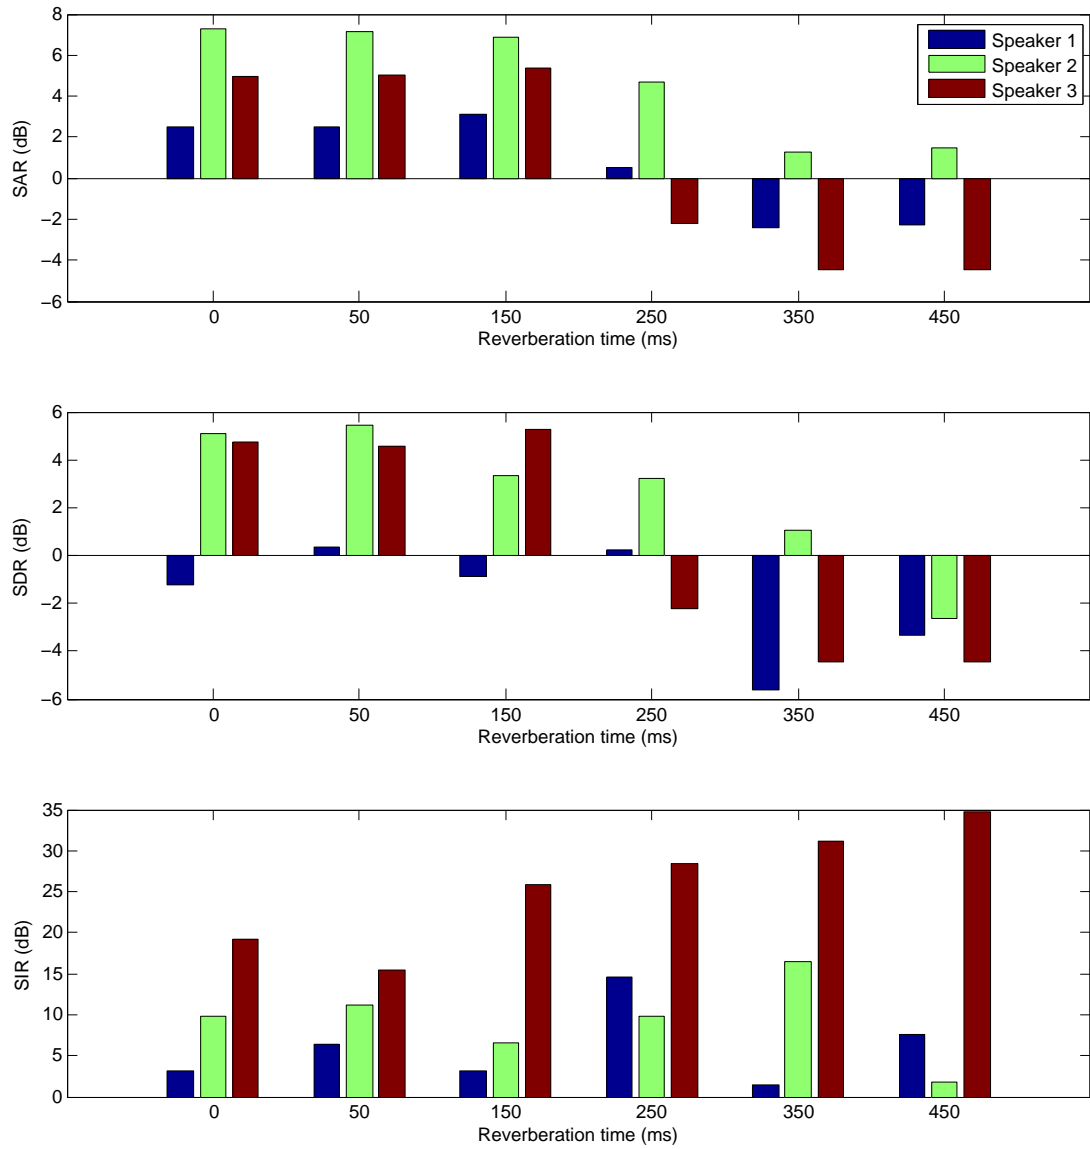 8
6
4
2
0
−2
−4
−6
SAR (dB)
Speaker 1
Speaker 2
Speaker 3
0 50 150 250 350 450
Reverberation time (ms)
6
4
2
0
−2
−4
−6
SDR (dB)
0 50 150 250 350 450
Reverberation time (ms)
35
30
25
20
15
10
5
0
SIR (dB)
0 50 150 250 350 450
Reverberation time (ms)